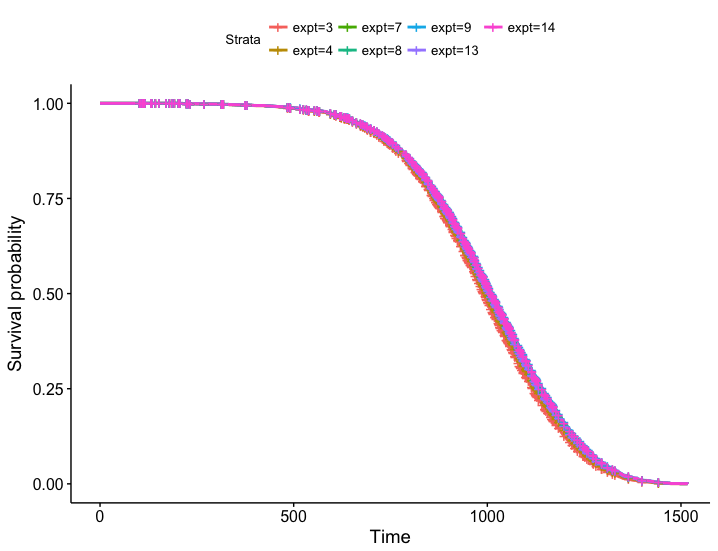 expt=3 expt=7 expt=9 expt=14
Strata
expt=4 expt=8 expt=13
1.00
0.75
0.50
0.25
0.00
Survival probability
0 500 1000 1500
Time